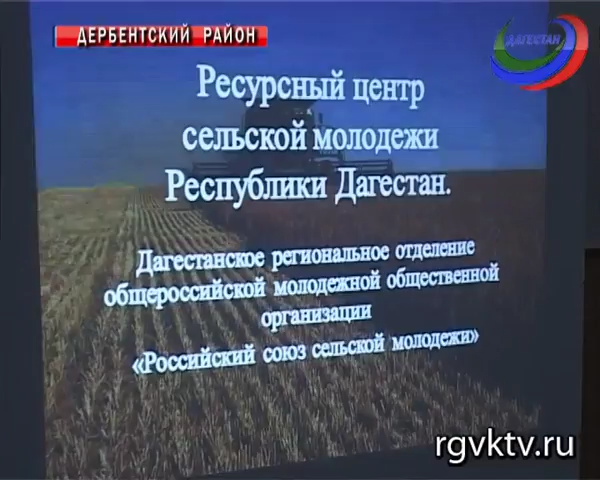 ДЕРБЕНТСКИЙ РАЙОН
ДАГЕСТАН
Ресурсный центр
сельской молодежи
Республики Дагестан.
Дагестанское региональное отделение
общероссийской молодежной общественной
организации
«Российский союз сельской молодежи»
rgvktv.ru